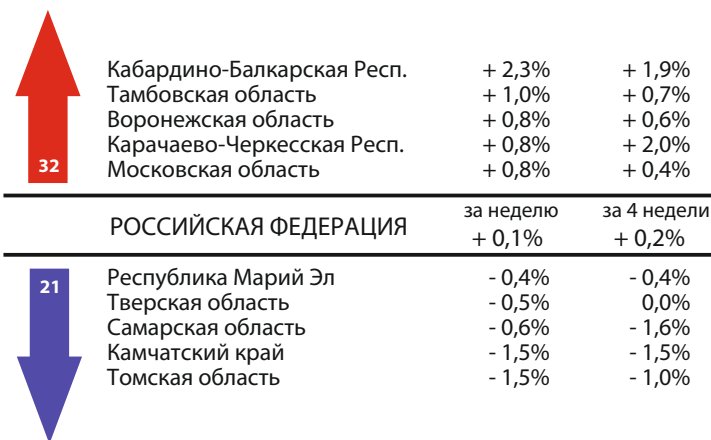 Кабардино-Балкарская Респ. + 2,3% + 1,9%
Тамбовская область + 1,0% + 0,7%
Воронежская область + 0,8% + 0,6%
Карачаево-Черкесская Респ. + 0,8% + 2,0%
32 Московская область + 0,8% + 0,4%
за неделю за 4 недели
РОССИЙСКАЯ ФЕДЕРАЦИЯ + 0,1% + 0,2%
21 Республика Марий Эл - 0,4% - 0,4%
Тверская область - 0,5% 0,0%
Самарская область - 0,6% - 1,6%
Камчатский край - 1,5% - 1,5%
Томская область - 1,5% - 1,0%